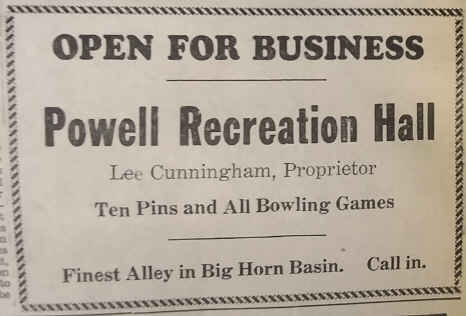 OPEN FOR BUSINESS
Powell Recreation Hall
Lee Cunningham, Proprietor
Ten Pins and All Bowling Games
Finest Alley in Big Horn Basin. Call in.